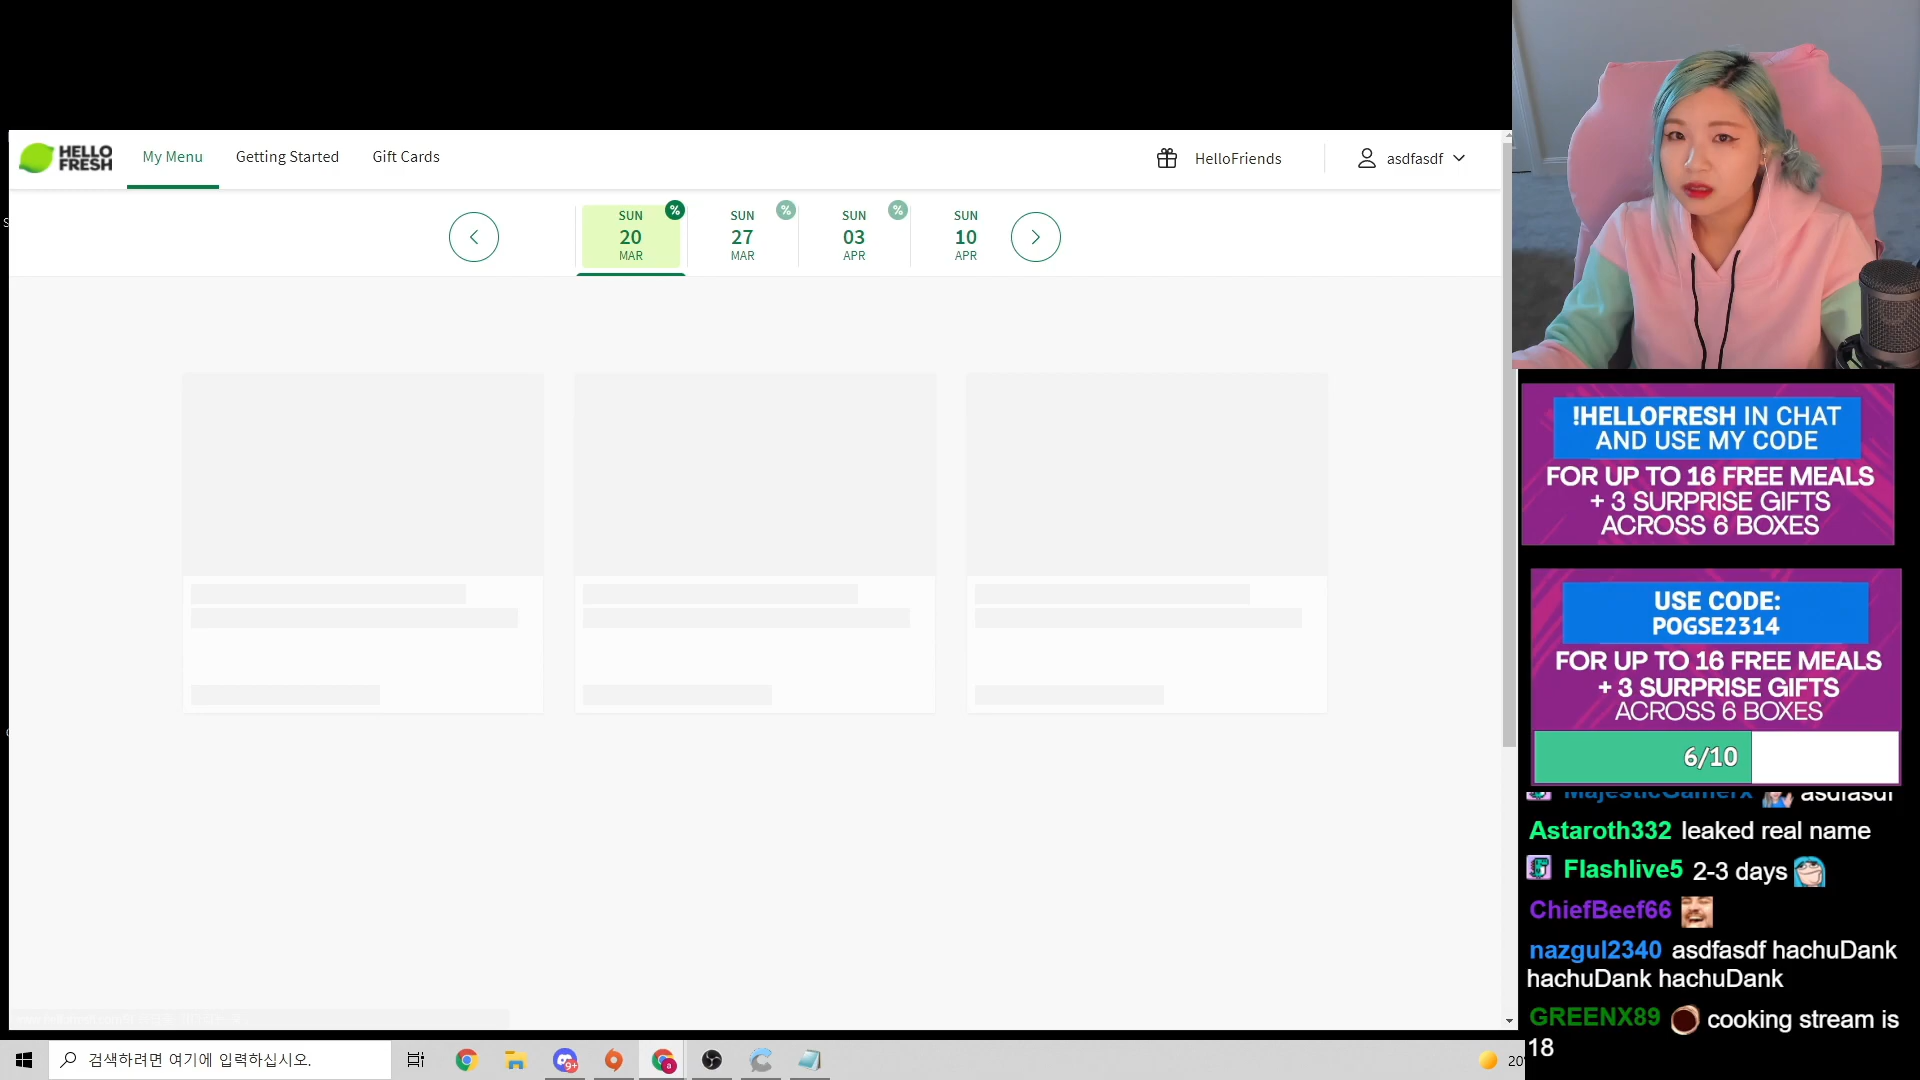 HELLO
FRESH
My Menu
Getting Started
Gift Cards
HelloFriends
asdfasdf
SUN
20
MAR
%
SUN
27
MAR
%
SUN
03
APR
%
SUN
10
APR
!HELLOFRESH IN CHAT
AND USE MY CODE
FOR UP TO 16 FREE MEALS
+ 3 SURPRISE GIFTS
ACROSS 6 BOXES
USE CODE:
POGSE2314
FOR UP TO 16 FREE MEALS
+ 3 SURPRISE GIFTS
ACROSS 6 BOXES
6/10
MajesticGamerx asdfasdf
Astaroth332 leaked real name
Flashlive5 2-3 days
ChiefBeef66
nazgul2340 asdfasdf hachuDank
hachuDank hachuDank
GREENX89 cooking stream is
18
검색하려면 여기에 입력하십시오.
9+
a
20